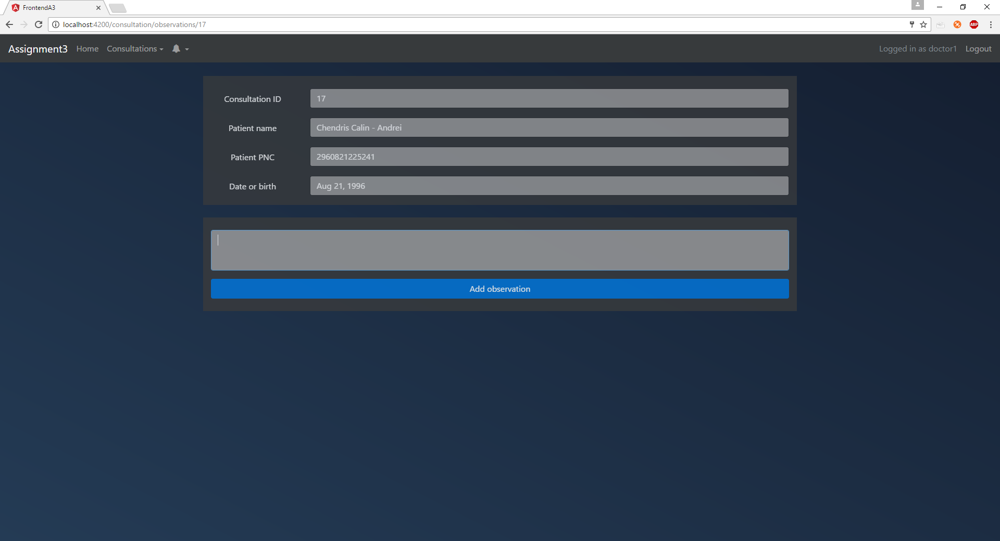 FrontendA3
localhost:4200/consultation/observations/17
ABP
Assignment3 Home Consultations Logged in as doctor1 Logout
Consultation ID 17
Patient name Chendris Calin - Andrei
Patient PNC 2960821225241
Date or birth Aug 21, 1996
Add observation